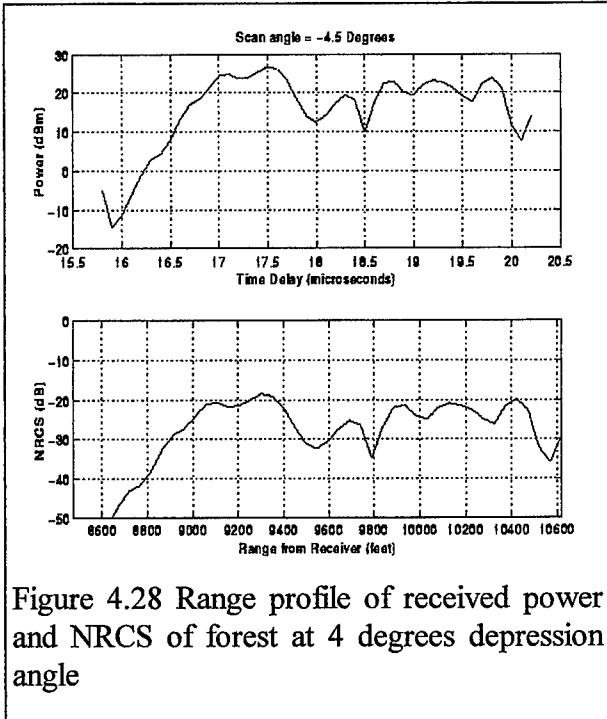 Scan angle = -4.5 Degrees
30
20
10
0
-10
-20
Power (dBm)
15.5 16 16.5 17 17.5 18 18.5 19 19.5 20 20.5
Time Delay (microseconds)
0
-10
-20
-30
-40
-50
NRCS (dB)
8600 8800 9000 9200 9400 9600 9800 10000 10200 10400 10600
Range from Receiver (feet)
Figure 4.28 Range profile of received power
and NRCS of forest at 4 degrees depression
angle